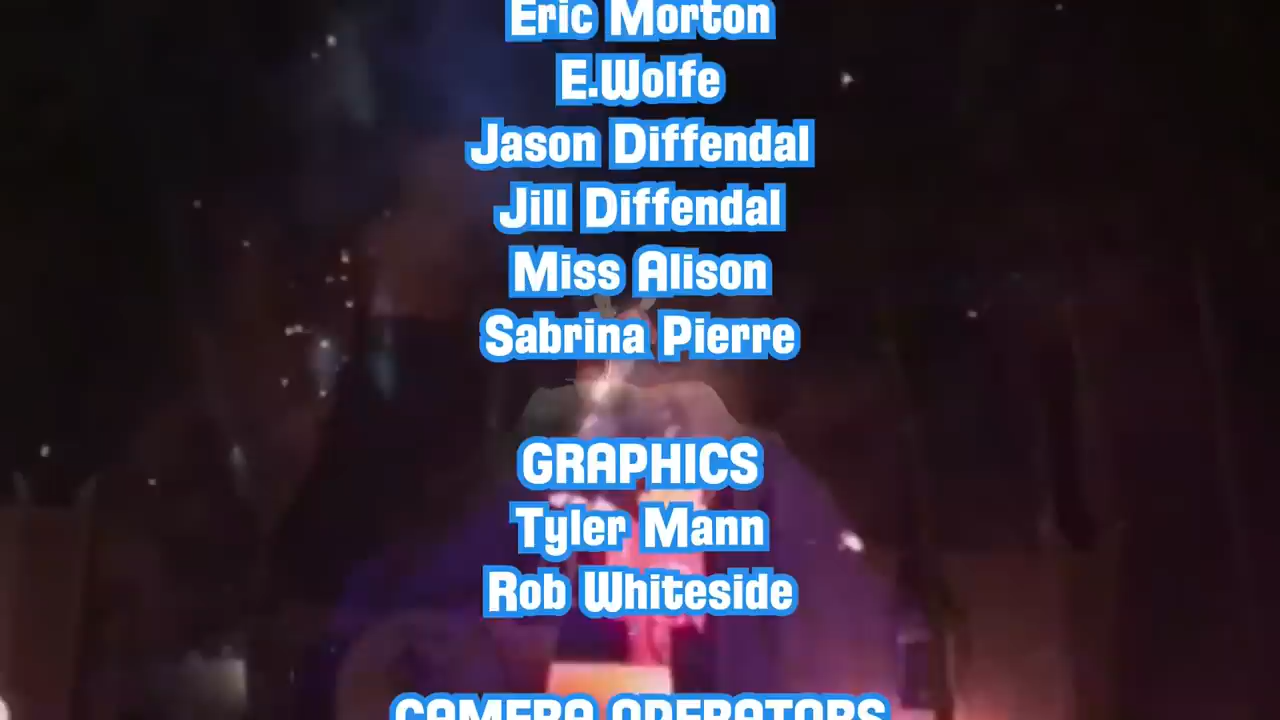 Eric Morton
E.Wolfe
Jason Diffendal
Jill Diffendal
Miss Alison
Sabrina Pierre
GRAPHICS
Tyler Mann
Rob Whiteside
CAMERA OPERATORS